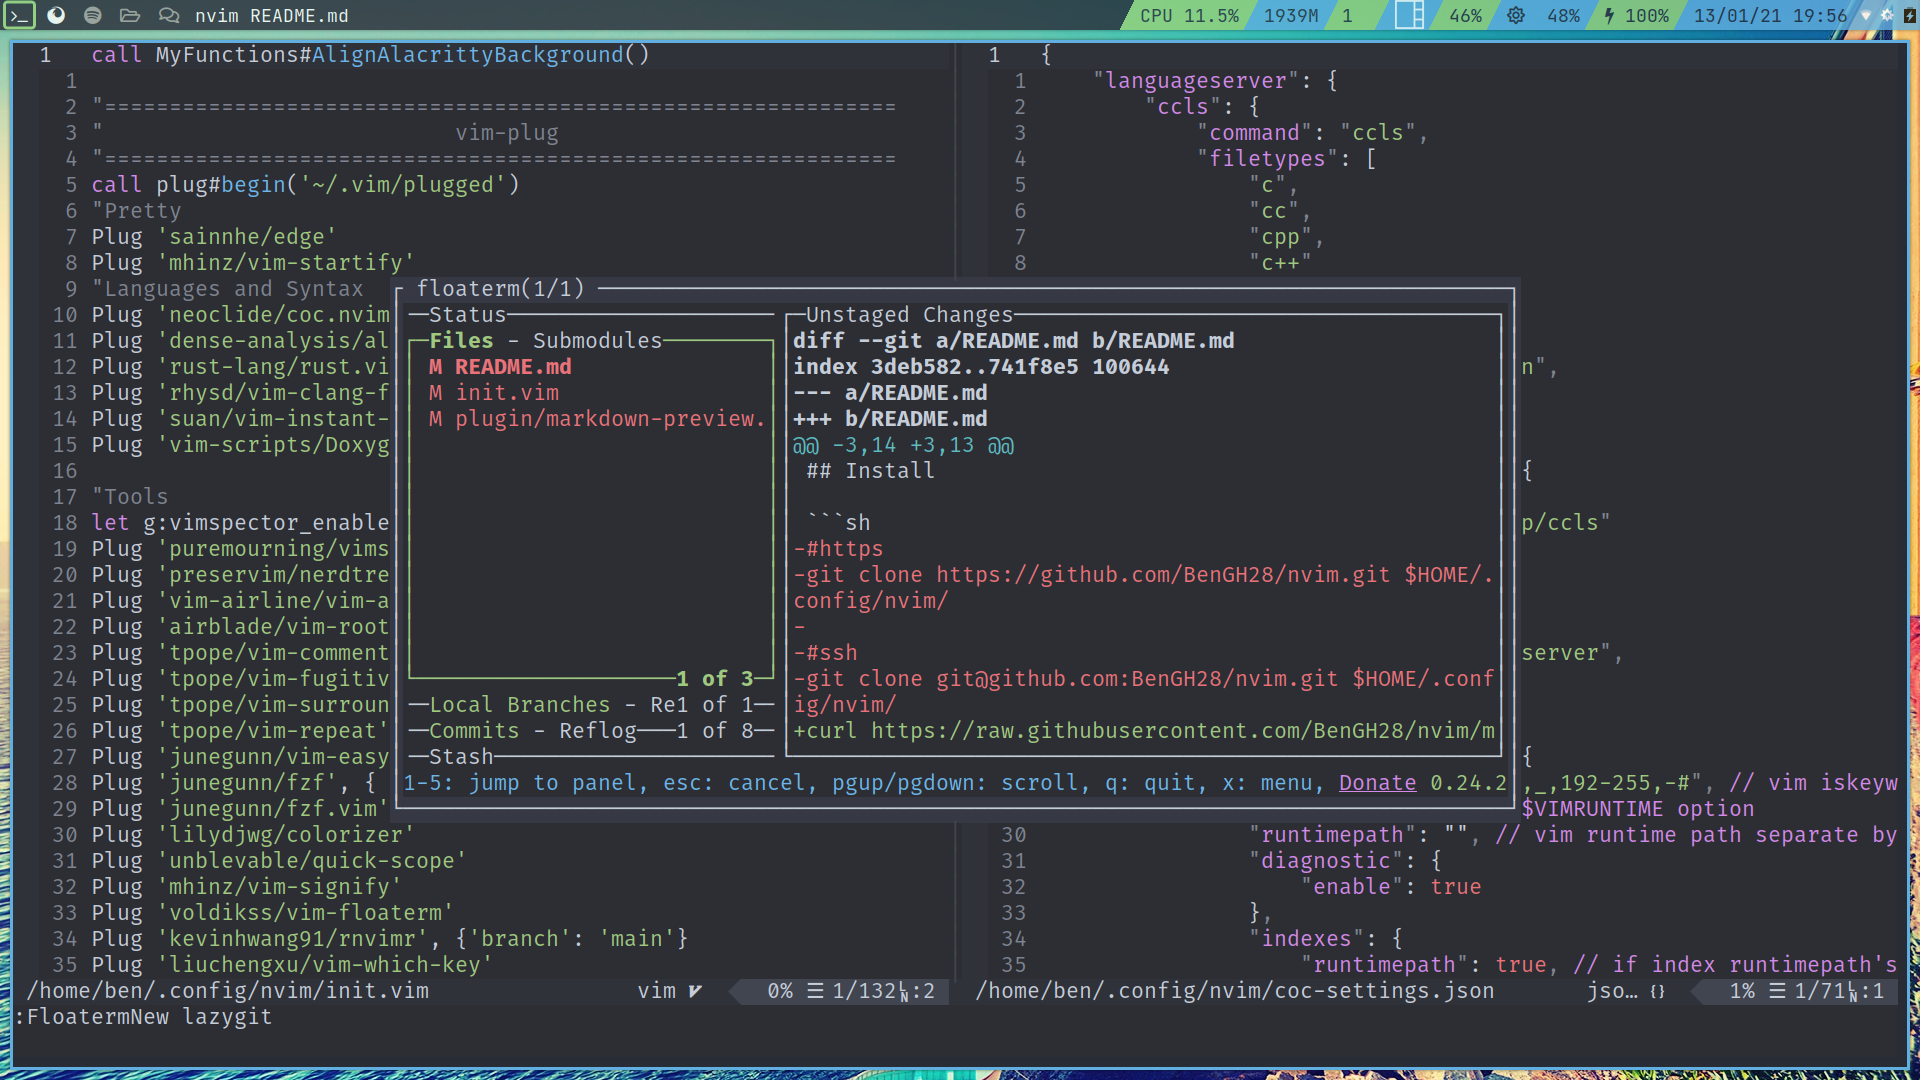 nvim README.md
CPU 11.5% 1939M 1 46% 48% 100% 13/01/21 19:56
1 call MyFunctions#AlignAlacrittyBackground()
1
2 "=============================================================
3 " vim-plug
4 "=============================================================
5 call plug#begin('~/.vim/plugged')
6 "Pretty
7 Plug 'sainnhe/edge'
8 Plug 'mhinz/vim-startify'
9 "Languages and Syntax
10 Plug 'neoclide/coc.nvim
11 Plug 'dense-analysis/al
12 Plug 'rust-lang/rust.vi
13 Plug 'rhysd/vim-clang-f
14 Plug 'suan/vim-instant-
15 Plug 'vim-scripts/Doxyg
16
17 "Tools
18 let g:vimspector_enable
19 Plug 'puremourning/vims
20 Plug 'preservim/nerdtre
21 Plug 'vim-airline/vim-a
22 Plug 'airblade/vim-root
23 Plug 'tpope/vim-comment
24 Plug 'tpope/vim-fugitiv
25 Plug 'tpope/vim-surroun
26 Plug 'tpope/vim-repeat'
27 Plug 'junegunn/vim-easy
28 Plug 'junegunn/fzf', {
29 Plug 'junegunn/fzf.vim'
30 Plug 'lilydjwg/colorizer'
31 Plug 'unblevable/quick-scope'
32 Plug 'mhinz/vim-signify'
33 Plug 'voldikss/vim-floaterm'
34 Plug 'kevinhwang91/rnvimr', {'branch': 'main'}
35 Plug 'liuchengxu/vim-which-key'
/home/ben/.config/nvim/init.vim vim 0% ☰ 1/132:2
floaterm(1/1)
Status
Files - Submodules
M README.md
M init.vim
M plugin/markdown-preview.
1 of 3
Local Branches - Re1 of 1
Commits - Reflog 1 of 8
Stash
Unstaged Changes
diff --git a/README.md b/README.md
index 3deb582..741f8e5 100644
--- a/README.md
+++ b/README.md
@@ -3,14 +3,13 @@
## Install
```sh
-#https
-git clone https://github.com/BenGH28/nvim.git $HOME/.
config/nvim/
-
-#ssh
-git clone git@github.com:BenGH28/nvim.git $HOME/.conf
ig/nvim/
+curl https://raw.githubusercontent.com/BenGH28/nvim/m
1-5: jump to panel, esc: cancel, pgup/pgdown: scroll, q: quit, x: menu, Donate 0.24.2
1 {
1 "languageserver": {
2 "ccls": {
3 "command": "ccls",
4 "filetypes": [
5 "c",
6 "cc",
7 "cpp",
8 "c++"
n",
{
p/ccls"
server",
{
,_,192-255,-#", // vim iskeyw
$VIMRUNTIME option
30 "runtimepath": "", // vim runtime path separate by
31 "diagnostic": {
32 "enable": true
33 },
34 "indexes": {
35 "runtimepath": true, // if index runtimepath's
/home/ben/.config/nvim/coc-settings.json jso… {} 1% ☰ 1/71:1
:FloatermNew lazygit